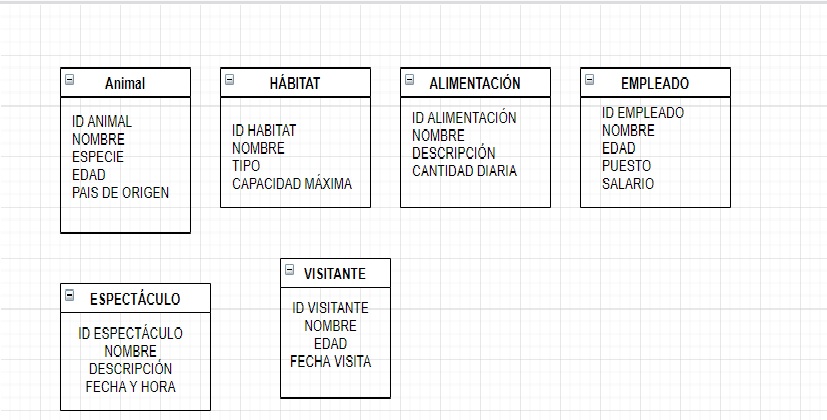 Animal
ID ANIMAL
NOMBRE
ESPECIE
EDAD
PAIS DE ORIGEN
HÁBITAT
ID HABITAT
NOMBRE
TIPO
CAPACIDAD MÁXIMA
ALIMENTACIÓN
ID ALIMENTACIÓN
NOMBRE
DESCRIPCIÓN
CANTIDAD DIARIA
EMPLEADO
ID EMPLEADO
NOMBRE
EDAD
PUESTO
SALARIO
ESPECTÁCULO
ID ESPECTÁCULO
NOMBRE
DESCRIPCIÓN
FECHA Y HORA
VISITANTE
ID VISITANTE
NOMBRE
EDAD
FECHA VISITA